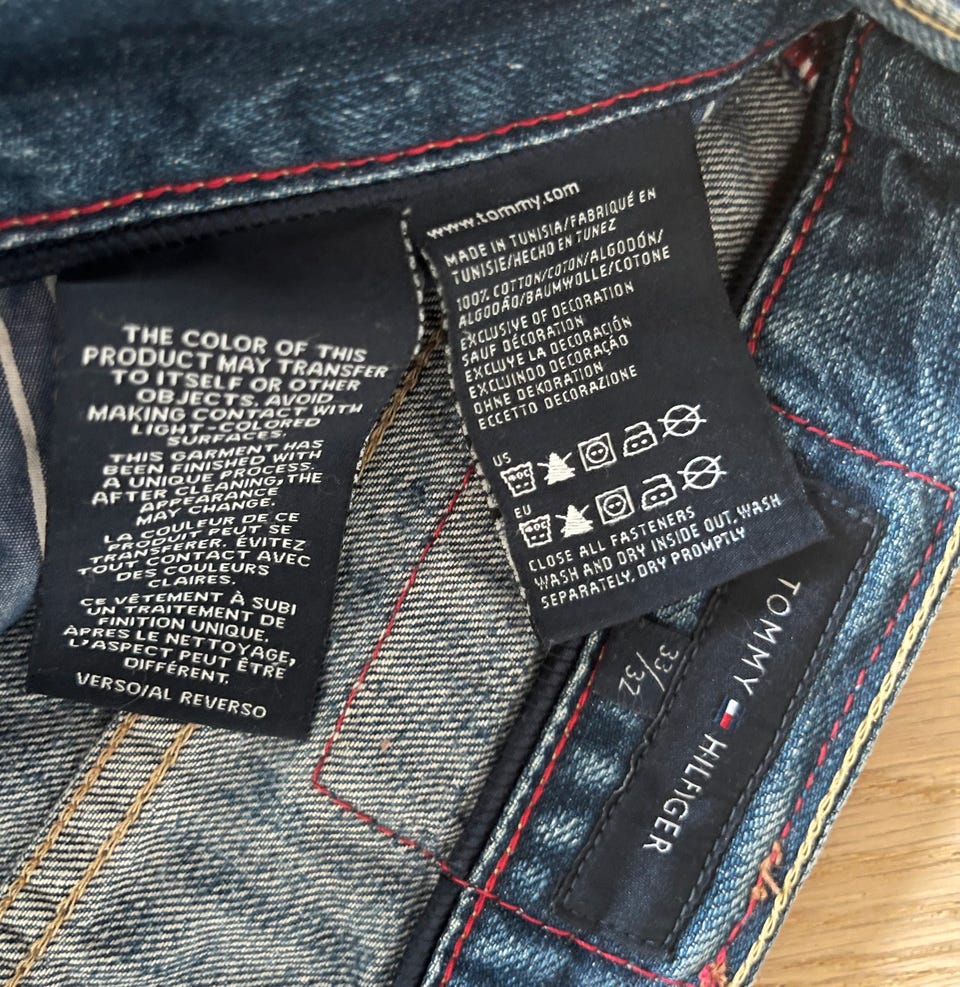 THE COLOR OF THIS
PRODUCT MAY TRANSFER
TO ITSELF OR OTHER
OBJECTS. AVOID
MAKING CONTACT WITH
LIGHT-COLORED
SURFACES.
THIS GARMENT HAS
BEEN FINISHED WITH
A UNIQUE PROCESS.
AFTER CLEANING, THE
APPEARANCE
MAY CHANGE.
LA COULEUR DE CE
PRODUIT PEUT SE
TRANSFERER. ÉVITEZ
TOUT CONTACT AVEC
DES COULEURS
CLAIRES.
CE VÊTEMENT À SUBI
UN TRAITEMENT DE
FINITION UNIQUE.
APRES LE NETTOYAGE,
L'ASPECT PEUT ÊTRE
DIFFÉRENT.
VERSO/AL REVERSO
www.tommy.com
MADE IN TUNISIA/FABRIQUÉ EN
TUNISIE/HECHO EN TUNEZ
100% COTTON/COTON/ALGODÓN/
ALGODÃO/BAUMWOLLE/COTONE
EXCLUSIVE OF DECORATION
SAUF DÉCORATION
EXCLUYE LA DECORACIÓN
EXCLUINDO DECORAÇÃO
OHNE DEKORATION
ECCETTO DECORAZIONE
US
EU
CLOSE ALL FASTENERS
WASH AND DRY INSIDE OUT, WASH
SEPARATELY, DRY PROMPTLY
33/32
TOMMY HILFIGER